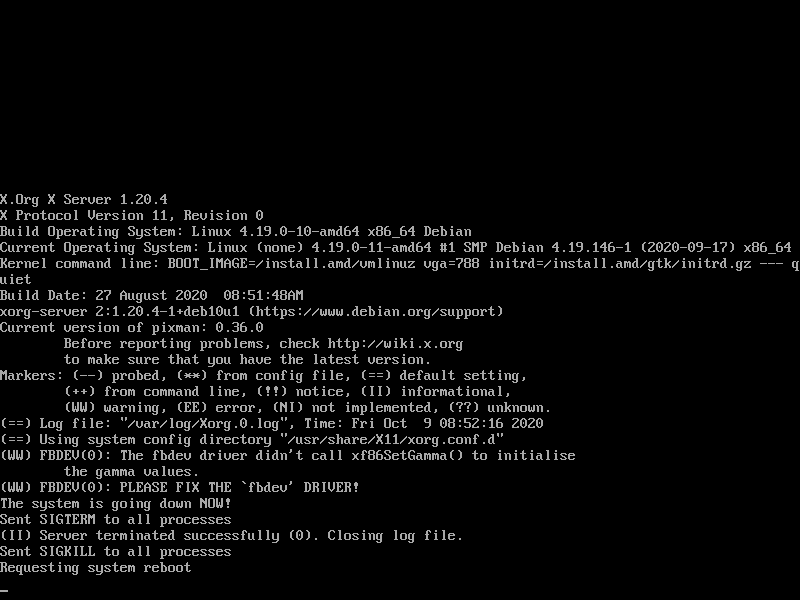 X.Org X Server 1.20.4
X Protocol Version 11, Revision 0
Build Operating System: Linux 4.19.0-10-amd64 x86_64 Debian
Current Operating System: Linux (none) 4.19.0-11-amd64 #1 SMP Debian 4.19.146-1 (2020-09-17) x86_64
Kernel command line: BOOT_IMAGE=/install.amd/vmlinuz vga=788 initrd=/install.amd/gtk/initrd.gz --- q
uiet
Build Date: 27 August 2020  08:51:48AM
xorg-server 2:1.20.4-1+deb10u1 (https://www.debian.org/support)
Current version of pixman: 0.36.0
        Before reporting problems, check http://wiki.x.org
        to make sure that you have the latest version.
Markers: (--) probed, (**) from config file, (==) default setting,
        (++) from command line, (!!) notice, (II) informational,
        (WW) warning, (EE) error, (NI) not implemented, (??) unknown.
(==) Log file: "/var/log/Xorg.0.log", Time: Fri Oct  9 08:52:16 2020
(==) Using system config directory "/usr/share/X11/xorg.conf.d"
(WW) FBDEV(0): The fbdev driver didn't call xf86SetGamma() to initialise
        the gamma values.
(WW) FBDEV(0): PLEASE FIX THE `fbdev' DRIVER!
The system is going down NOW!
Sent SIGTERM to all processes
(II) Server terminated successfully (0). Closing log file.
Sent SIGKILL to all processes
Requesting system reboot
_